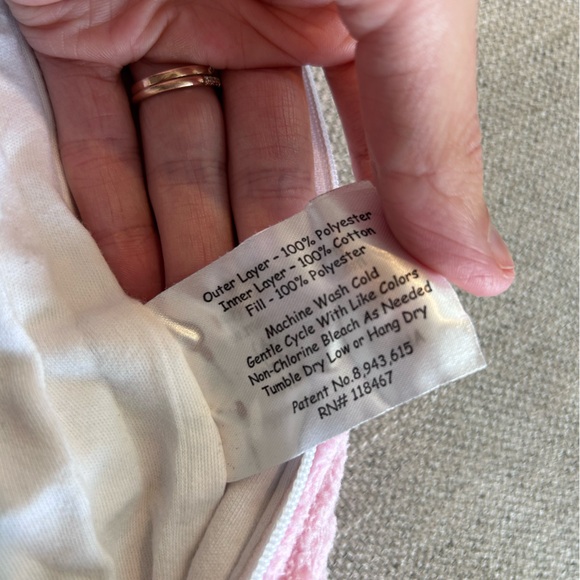 Outer Layer - 100% Polyester
Inner Layer - 100% Cotton
Fill - 100% Polyester
Machine Wash Cold
Gentle Cycle With Like Colors
Non-Chlorine Bleach As Needed
Tumble Dry Low or Hang Dry
Patent No.8,943,615
RN# 118467